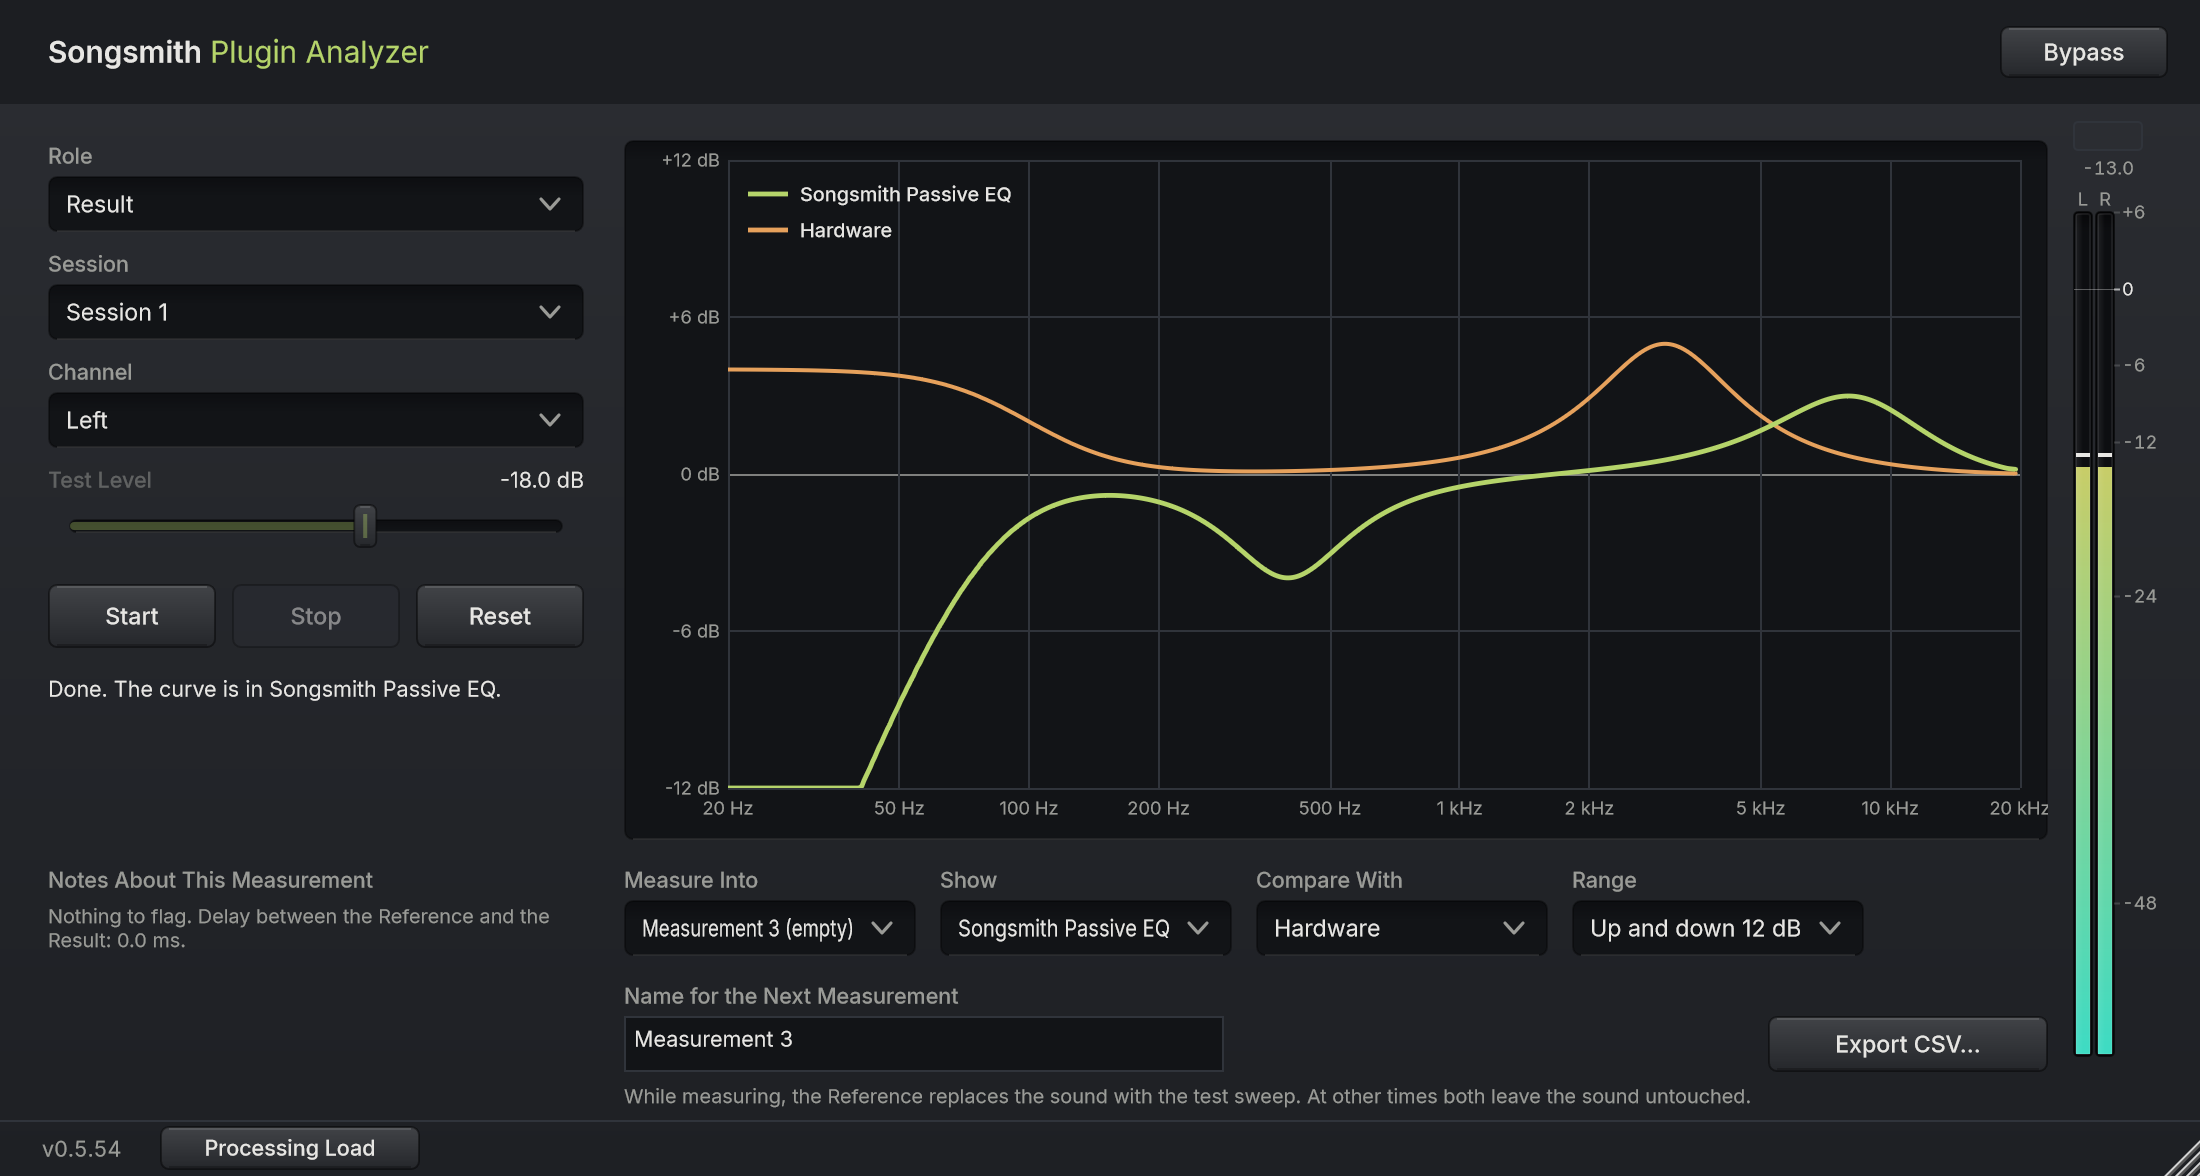 Songsmith Plugin Analyzer
Bypass
Role
Result
Session
Session 1
Channel
Left
Test Level
-18.0 dB
Start
Stop
Reset
Done. The curve is in Songsmith Passive EQ.
Notes About This Measurement
Nothing to flag. Delay between the Reference and the
Result: 0.0 ms.
+12 dB
+6 dB
0 dB
-6 dB
-12 dB
Songsmith Passive EQ
Hardware
20 Hz
50 Hz
100 Hz
200 Hz
500 Hz
1 kHz
2 kHz
5 kHz
10 kHz
20 kHz
-13.0
L R
+6
0
-6
-12
-24
-48
Measure Into
Measurement 3 (empty)
Show
Songsmith Passive EQ
Compare With
Hardware
Range
Up and down 12 dB
Name for the Next Measurement
Measurement 3
Export CSV...
While measuring, the Reference replaces the sound with the test sweep. At other times both leave the sound untouched.
v0.5.54
Processing Load